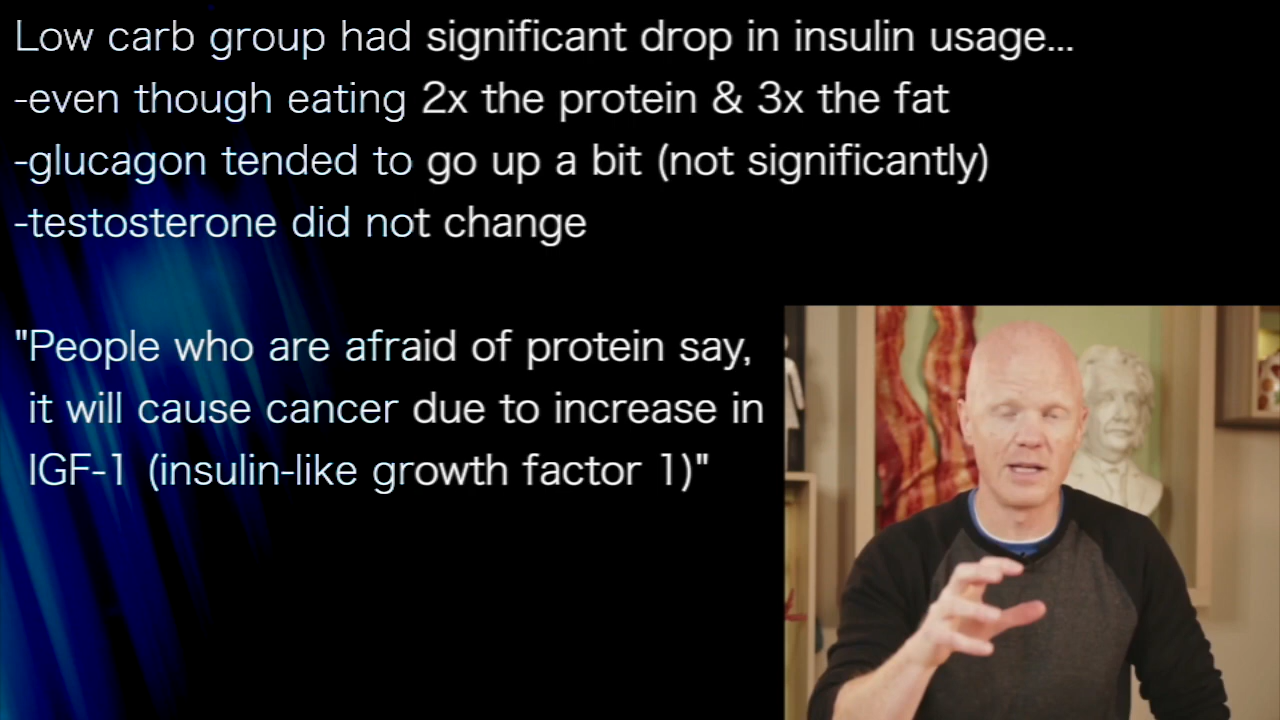 Low carb group had significant drop in insulin usage...
-even though eating 2x the protein & 3x the fat
-glucagon tended to go up a bit (not significantly)
-testosterone did not change
"People who are afraid of protein say,
it will cause cancer due to increase in
IGF-1 (insulin-like growth factor 1)"